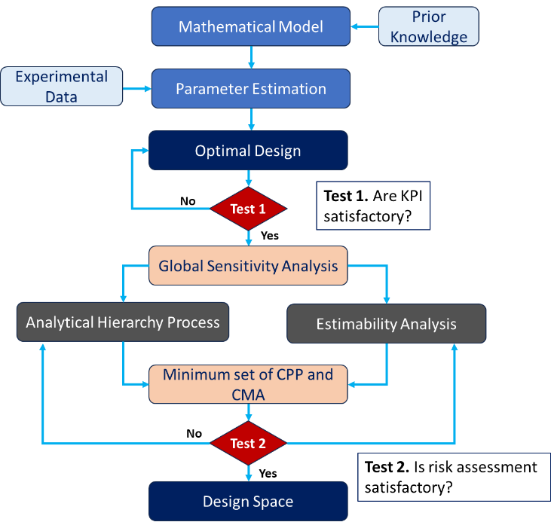 Mathematical Model
Prior
Knowledge
Experimental
Data
Parameter Estimation
Optimal Design
No
Test 1
Test 1. Are KPI
satisfactory?
Yes
Global Sensitivity Analysis
Analytical Hierarchy Process
Estimability Analysis
Minimum set of CPP and
CMA
No
Test 2
Test 2. Is risk assessment
satisfactory?
Yes
Design Space